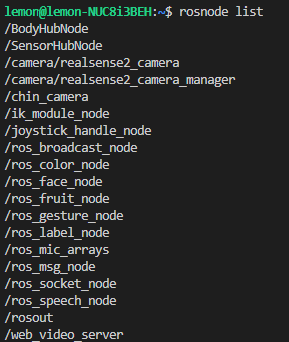 lemon@lemon-NUC8i3BEH:~$ rosnode list
/BodyHubNode
/SensorHubNode
/camera/realsense2_camera
/camera/realsense2_camera_manager
/chin_camera
/ik_module_node
/joystick_handle_node
/ros_broadcast_node
/ros_color_node
/ros_face_node
/ros_fruit_node
/ros_gesture_node
/ros_label_node
/ros_mic_arrays
/ros_msg_node
/ros_socket_node
/ros_speech_node
/rosout
/web_video_server